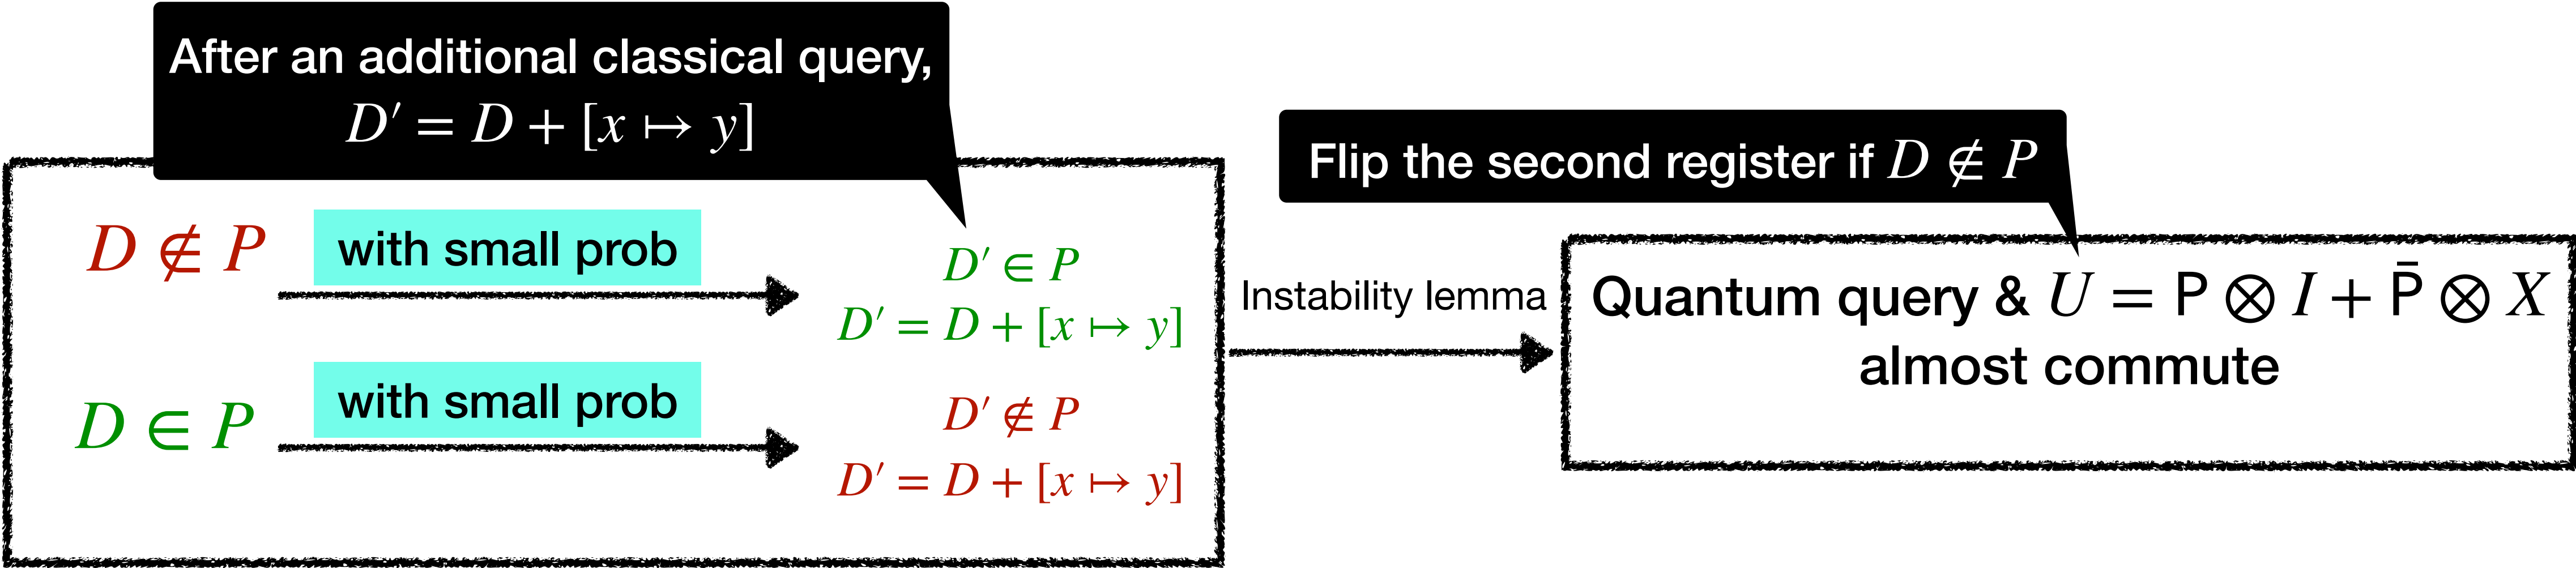 After an additional classical query,
D′ = D + [x ↦ y]
Flip the second register if D ∉ P
D ∉ P
with small prob
D′ ∈ P
D′ = D + [x ↦ y]
D ∈ P
with small prob
D′ ∉ P
D′ = D + [x ↦ y]
Instability lemma
Quantum query & U = P ⊗ I + P̄ ⊗ X
almost commute